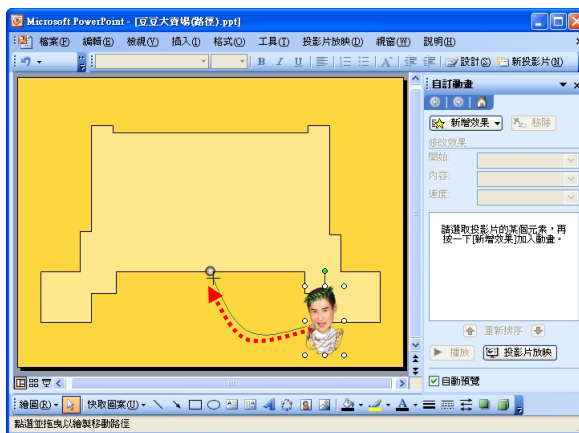 Microsoft PowerPoint - [豆豆大賣場(路徑).ppt]
檔案(F) 編輯(E) 檢視(V) 插入(I) 格式(O) 工具(T) 投影片放映(D) 視窗(W) 說明(H)
B I U A 設計(S) 新投影片(N)
自訂動畫
新增效果 移除
修改效果
開始:
內容:
速度:
請選取投影片的某個元素，再
按一下[新增效果]加入動畫。
重新排序
播放 投影片放映
自動預覽
繪圖(R) 快取圖案(U) A
點選並拖曳以繪製移動路徑